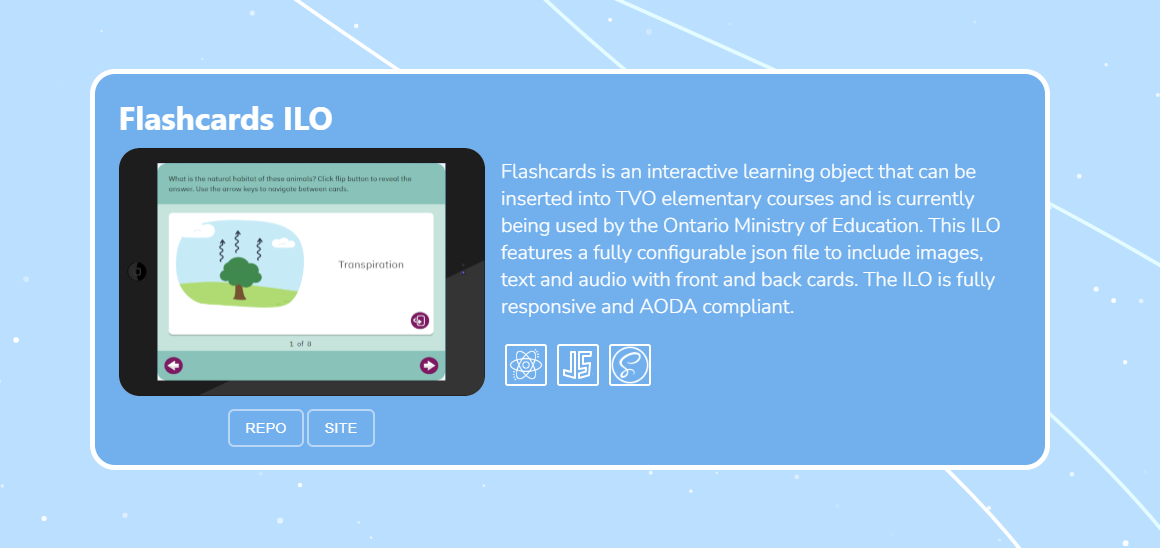 Flashcards ILO
What is the natural habitat of these animals? Click flip button to reveal the
answer. Use the arrow keys to navigate between cards.
Transpiration
1 of 8
Flashcards is an interactive learning object that can be
inserted into TVO elementary courses and is currently
being used by the Ontario Ministry of Education. This ILO
features a fully configurable json file to include images,
text and audio with front and back cards. The ILO is fully
responsive and AODA compliant.
JS
REPO SITE